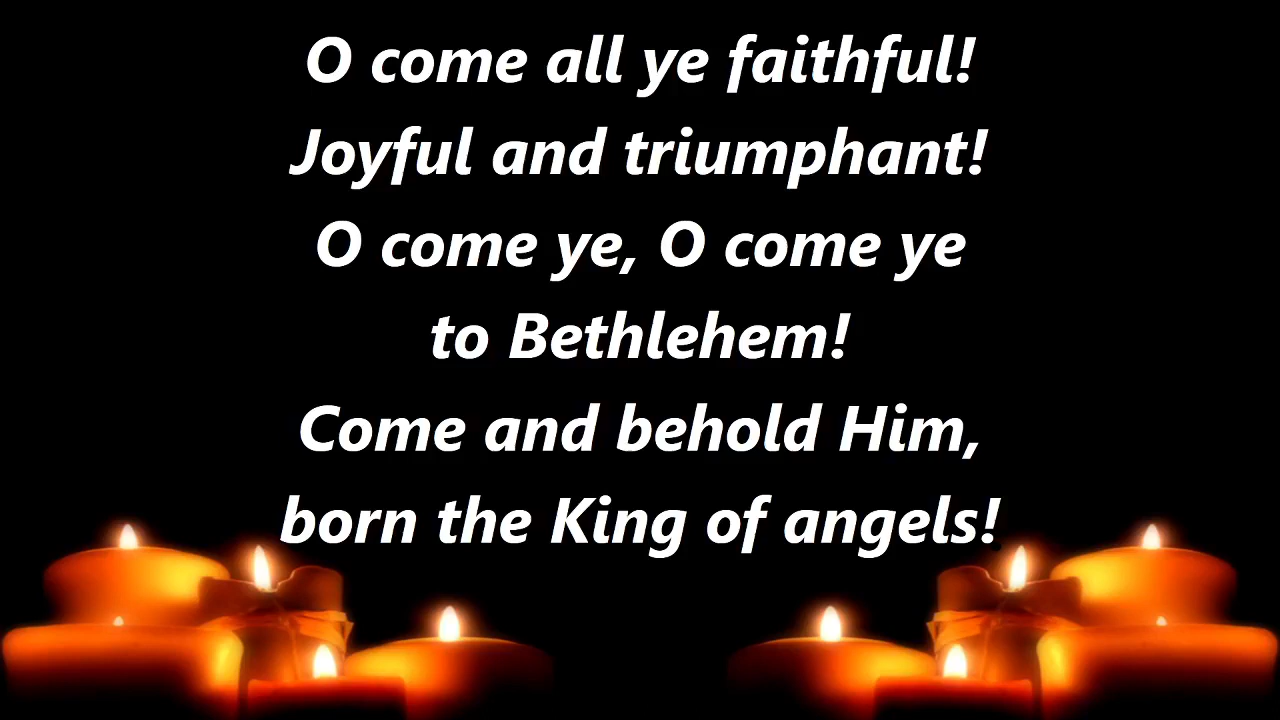 O come all ye faithful!
Joyful and triumphant!
O come ye, O come ye
to Bethlehem!
Come and behold Him,
born the King of angels!